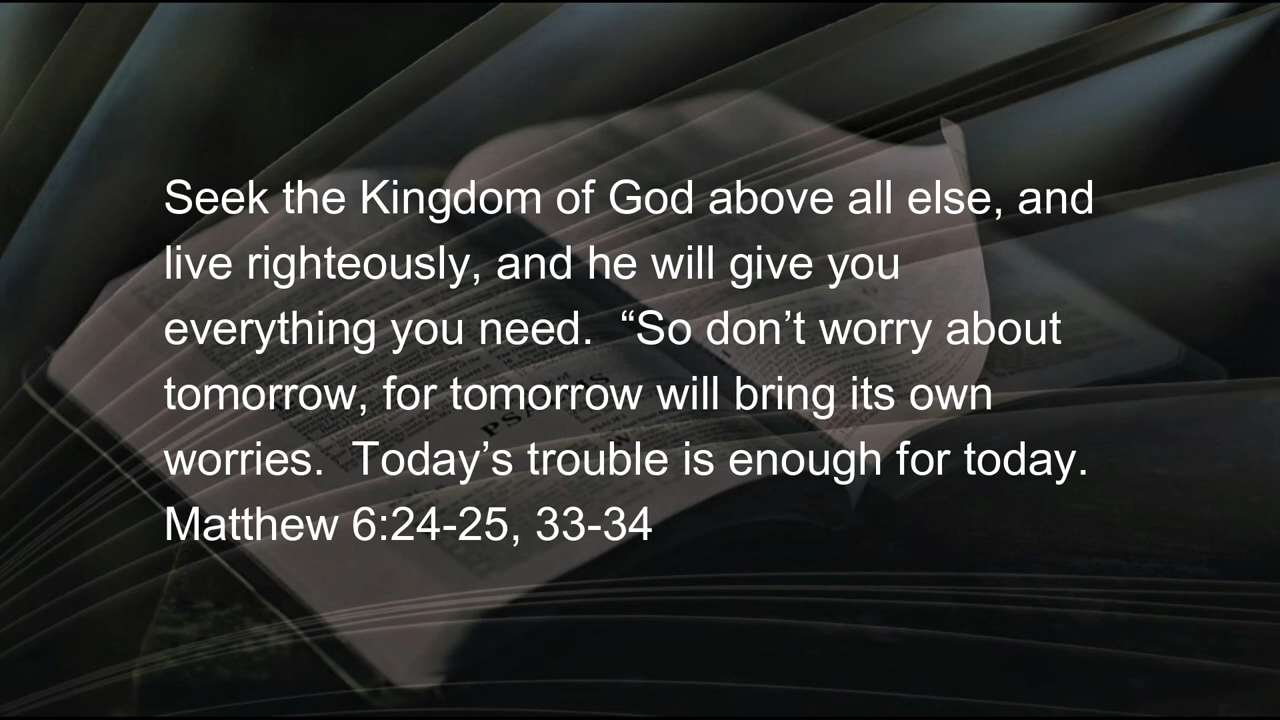 Seek the Kingdom of God above all else, and
live righteously, and he will give you
everything you need.  “So don’t worry about
tomorrow, for tomorrow will bring its own
worries.  Today’s trouble is enough for today.
Matthew 6:24-25, 33-34